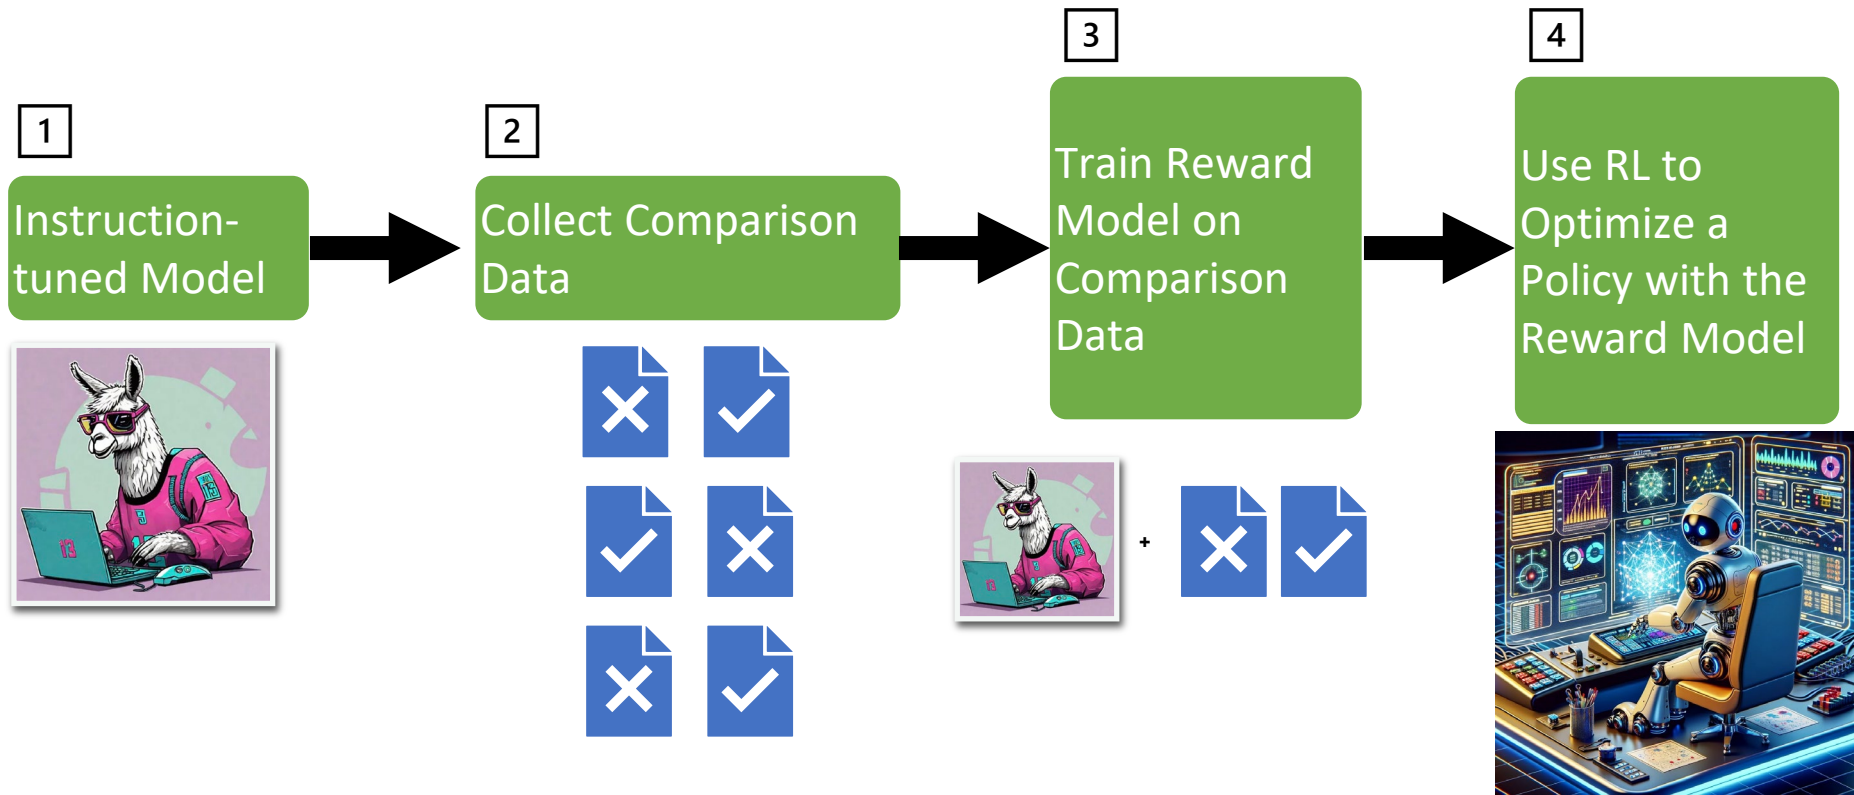 1
Instruction-
tuned Model
2
Collect Comparison
Data
3
Train Reward
Model on
Comparison
Data
+
4
Use RL to
Optimize a
Policy with the
Reward Model